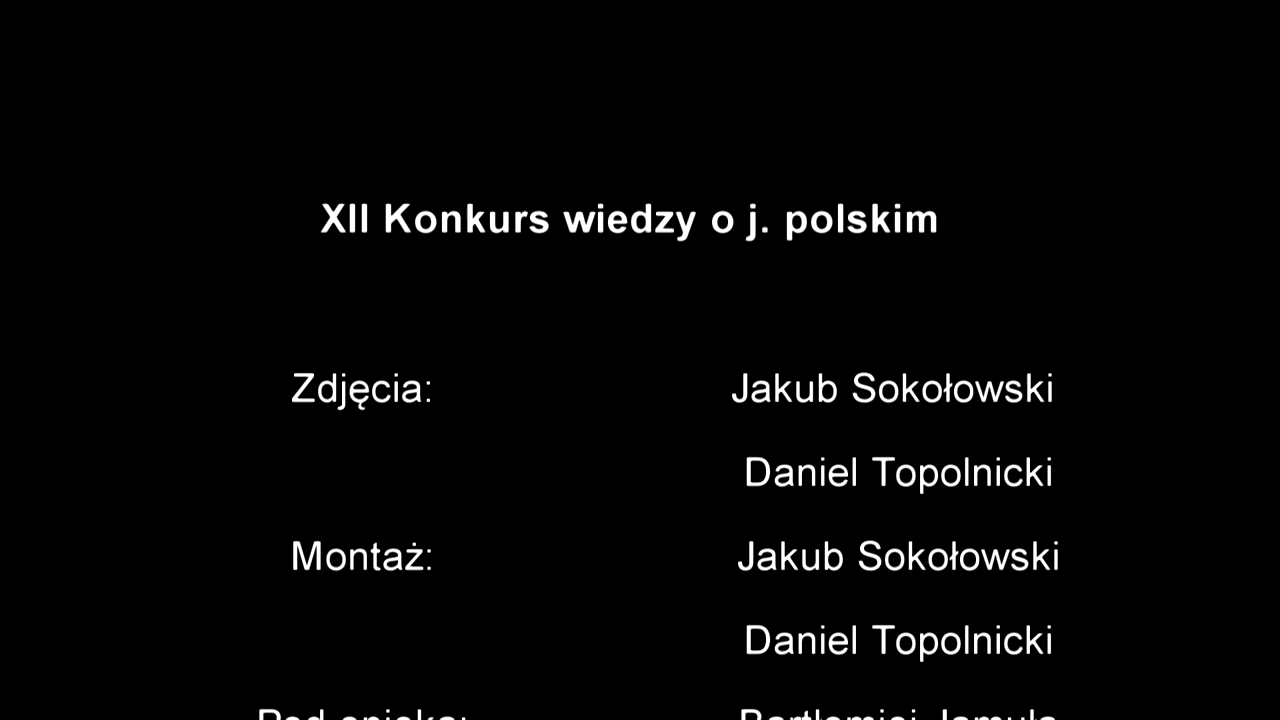 XII Konkurs wiedzy o j. polskim
Zdjęcia: Jakub Sokołowski
Daniel Topolnicki
Montaż: Jakub Sokołowski
Daniel Topolnicki